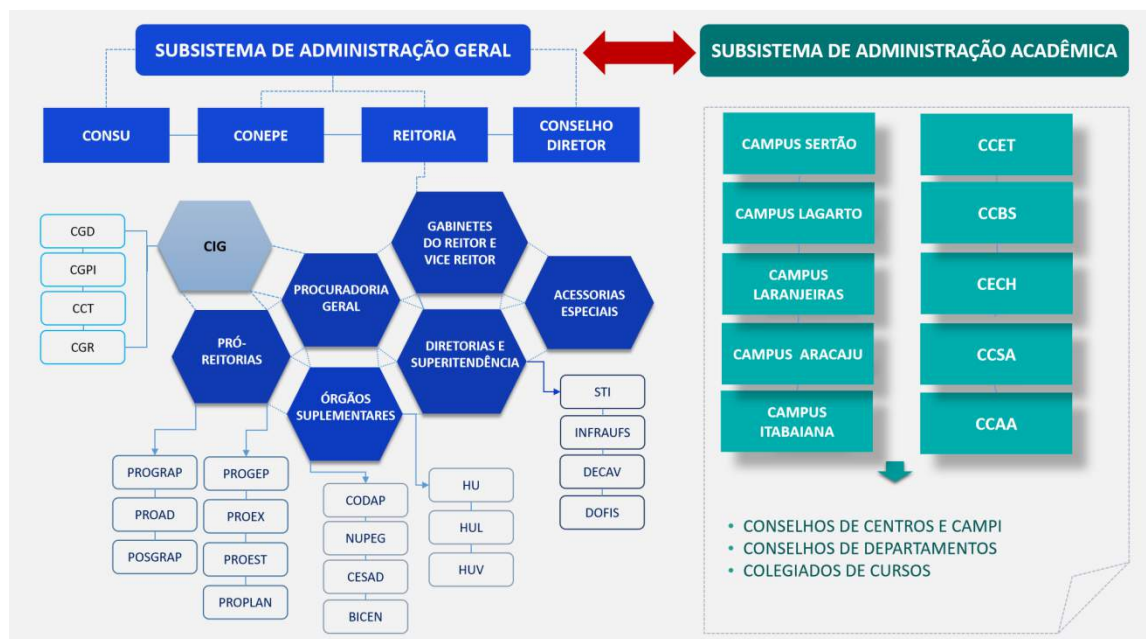 SUBSISTEMA DE ADMINISTRAÇÃO GERAL
SUBSISTEMA DE ADMINISTRAÇÃO ACADÊMICA
CONSU
CONEPE
REITORIA
CONSELHO
DIRETOR
CIG
CGD
CGPI
CCT
CGR
GABINETES
DO REITOR E
VICE REITOR
PROCURADORIA
GERAL
ACESSORIAS
ESPECIAIS
PRÓ-
REITORIAS
DIRETORIAS E
SUPERITENDÊNCIA
ÓRGÃOS
SUPLEMENTARES
PROGRAP
PROAD
POSGRAP
PROGEP
PROEX
PROEST
PROPLAN
CODAP
NUPEG
CESAD
BICEN
HU
HUL
HUV
STI
INFRAUFS
DECAV
DOFIS
CAMPUS SERTÃO
CAMPUS LAGARTO
CAMPUS
LARANJEIRAS
CAMPUS ARACAJU
CAMPUS
ITABAIANA
CCET
CCBS
CECH
CCSA
CCAA
• CONSELHOS DE CENTROS E CAMPI
• CONSELHOS DE DEPARTAMENTOS
• COLEGIADOS DE CURSOS